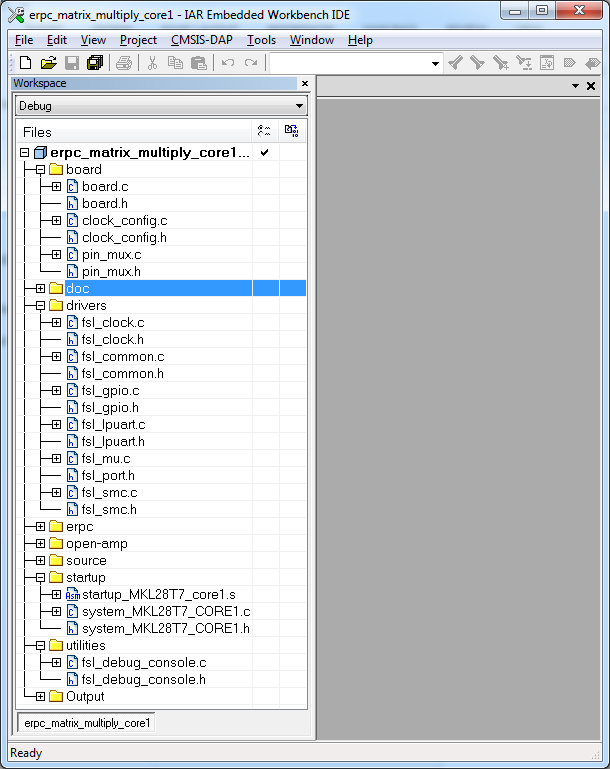 erpc_matrix_multiply_core1 - IAR Embedded Workbench IDE
File Edit View Project CMSIS-DAP Tools Window Help
Workspace
Debug
Files
erpc_matrix_multiply_core1...
board
board.c
board.h
clock_config.c
clock_config.h
pin_mux.c
pin_mux.h
doc
drivers
fsl_clock.c
fsl_clock.h
fsl_common.c
fsl_common.h
fsl_gpio.c
fsl_gpio.h
fsl_lpuart.c
fsl_lpuart.h
fsl_mu.c
fsl_port.h
fsl_smc.c
fsl_smc.h
erpc
open-amp
source
startup
startup_MKL28T7_core1.s
system_MKL28T7_CORE1.c
system_MKL28T7_CORE1.h
utilities
fsl_debug_console.c
fsl_debug_console.h
Output
erpc_matrix_multiply_core1
Ready